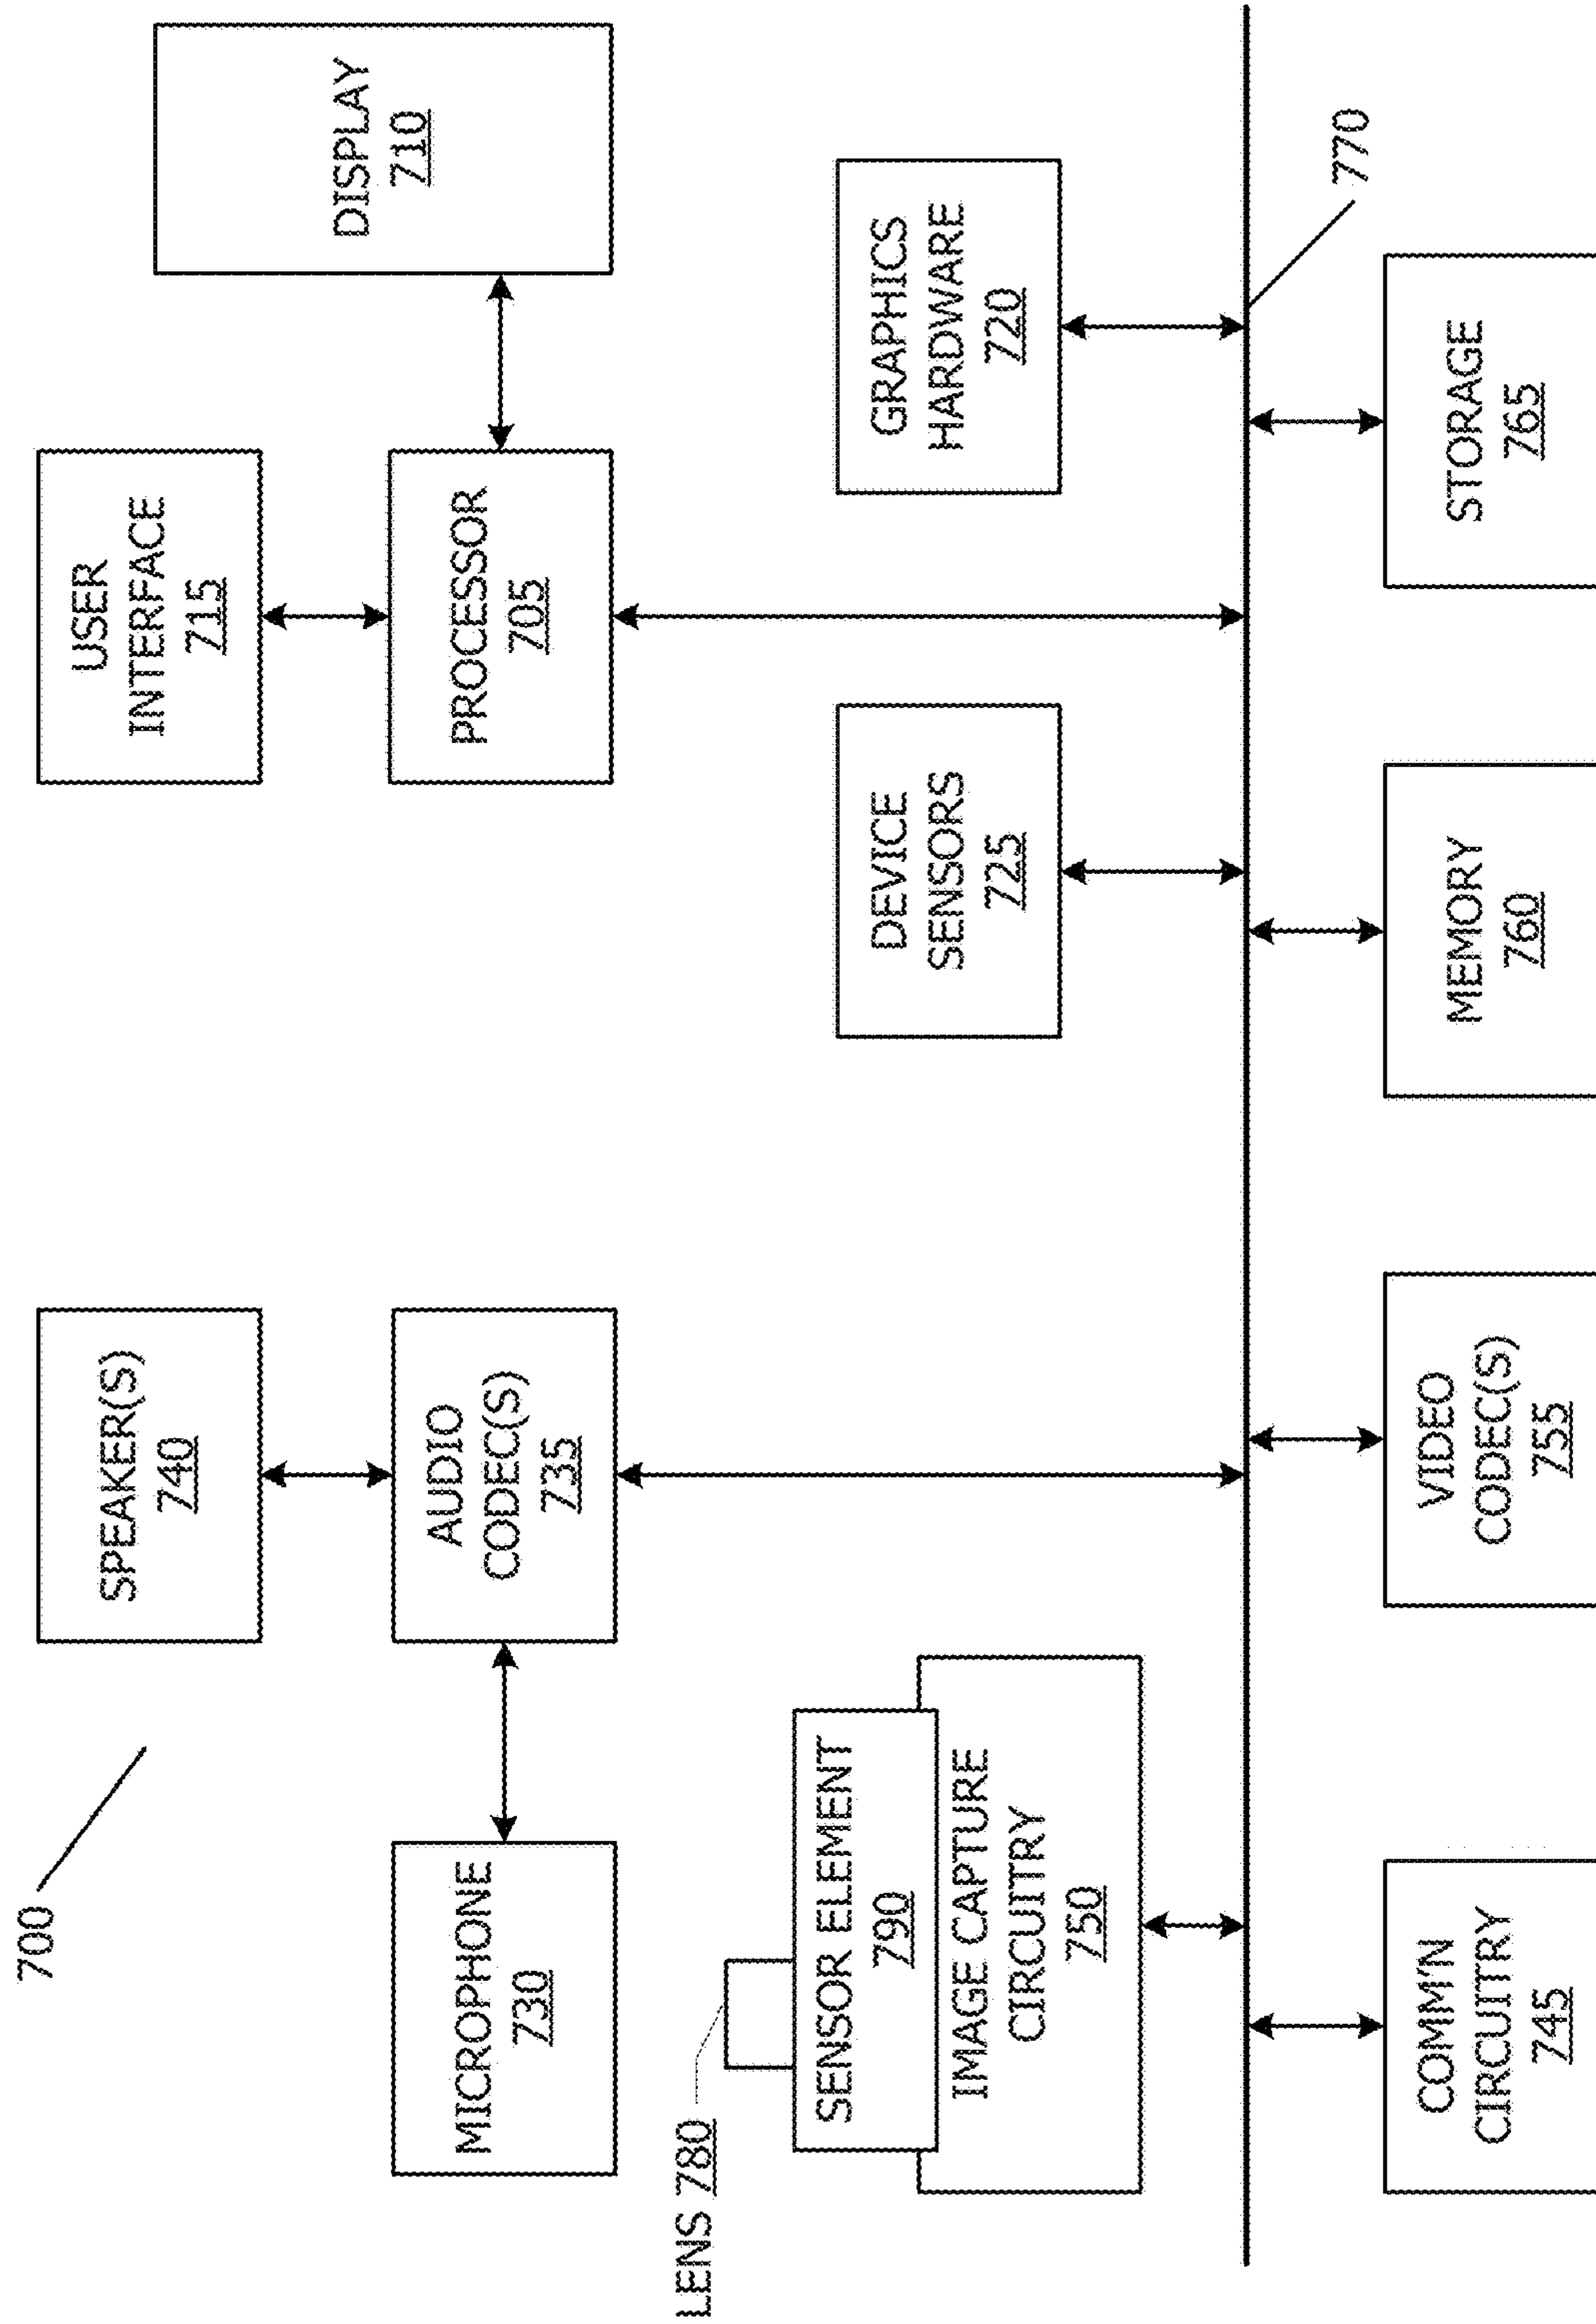 700
SPEAKER(S)
740
USER
INTERFACE
715
MICROPHONE
730
AUDIO
CODEC(S)
735
PROCESSOR
705
DISPLAY
710
LENS 780
SENSOR ELEMENT
790
IMAGE CAPTURE
CIRCUITRY
750
DEVICE
SENSORS
725
GRAPHICS
HARDWARE
720
770
COMM'N
CIRCUITRY
745
VIDEO
CODEC(S)
755
MEMORY
760
STORAGE
765